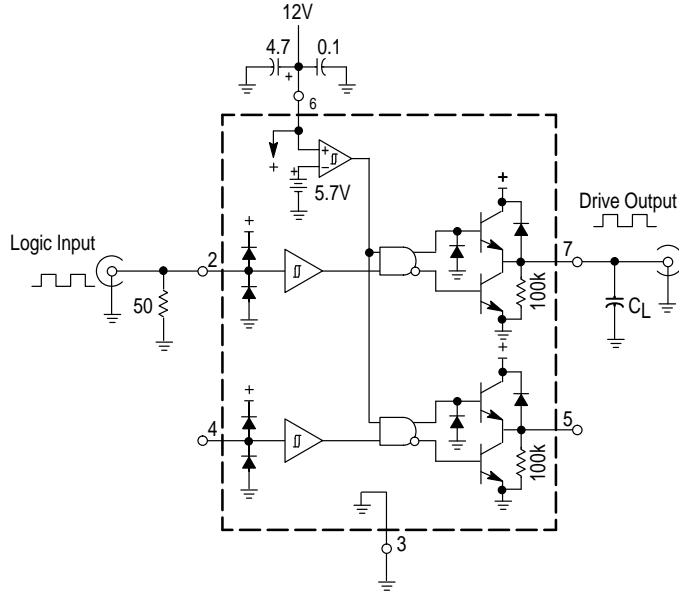 12V
4.7
0.1
+
6
+
+
−
+
5.7V
+
Drive Output
Logic Input
+
2
7
50
100k
CL
+
+
4
5
100k
3